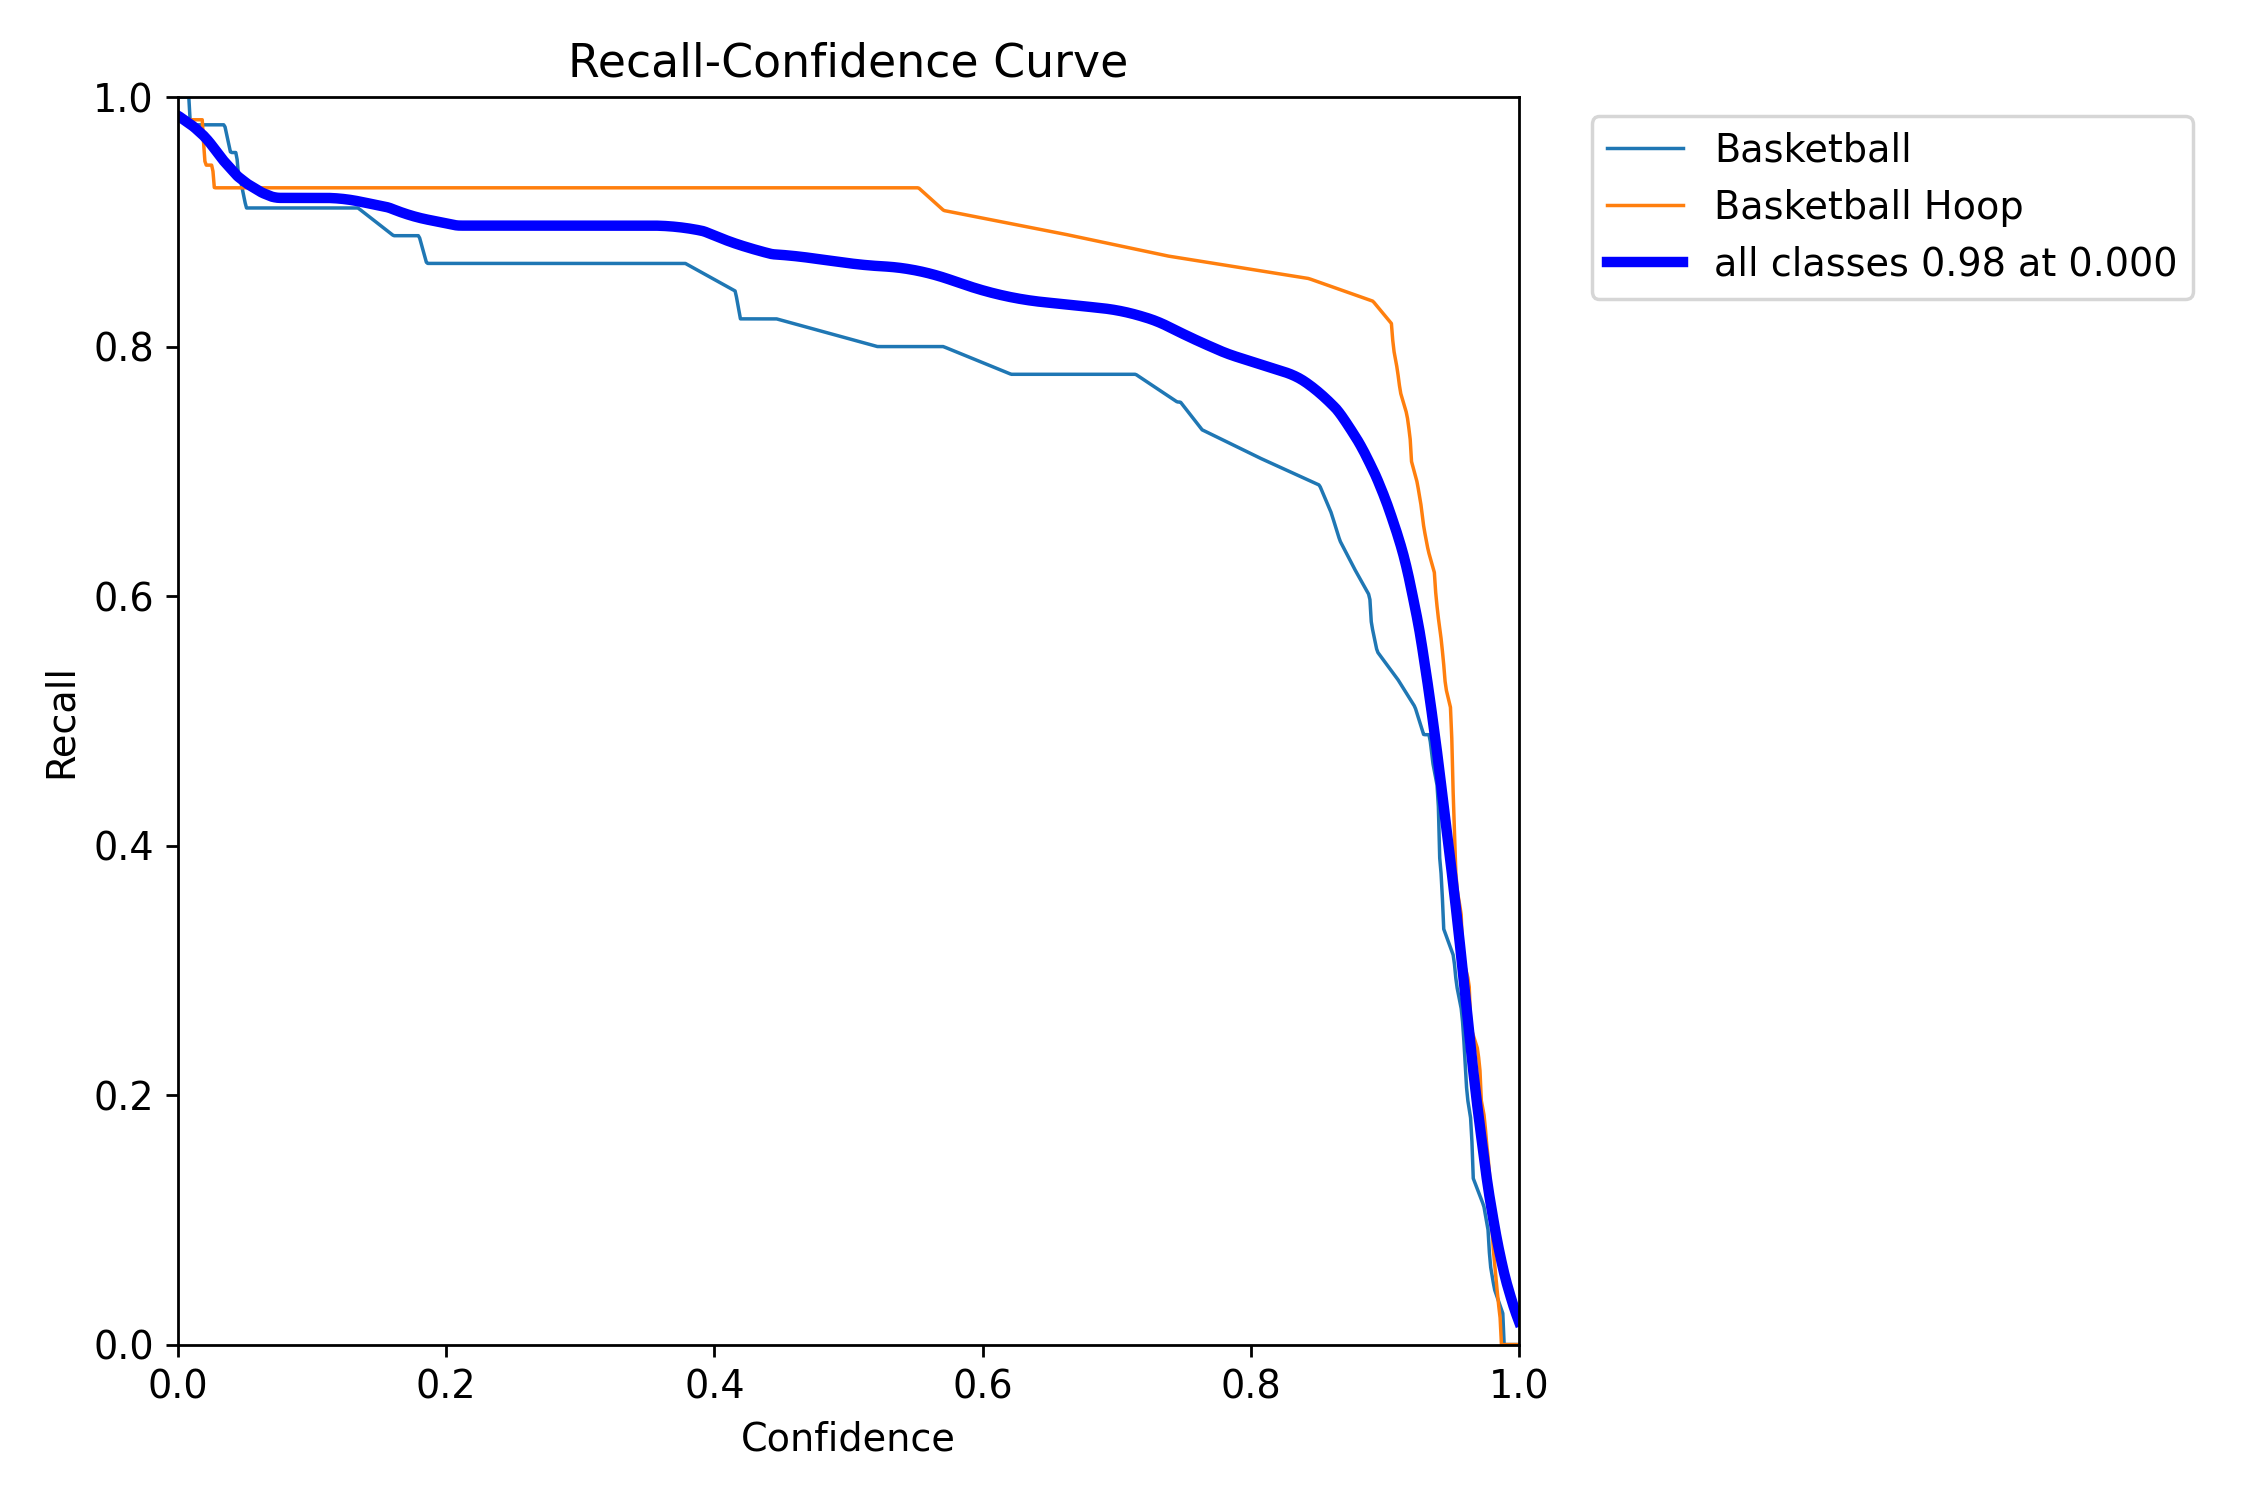 Recall-Confidence Curve
1.0
0.8
0.6
0.4
0.2
0.0
Recall
0.0 0.2 0.4 0.6 0.8 1.0
Confidence
Basketball
Basketball Hoop
all classes 0.98 at 0.000